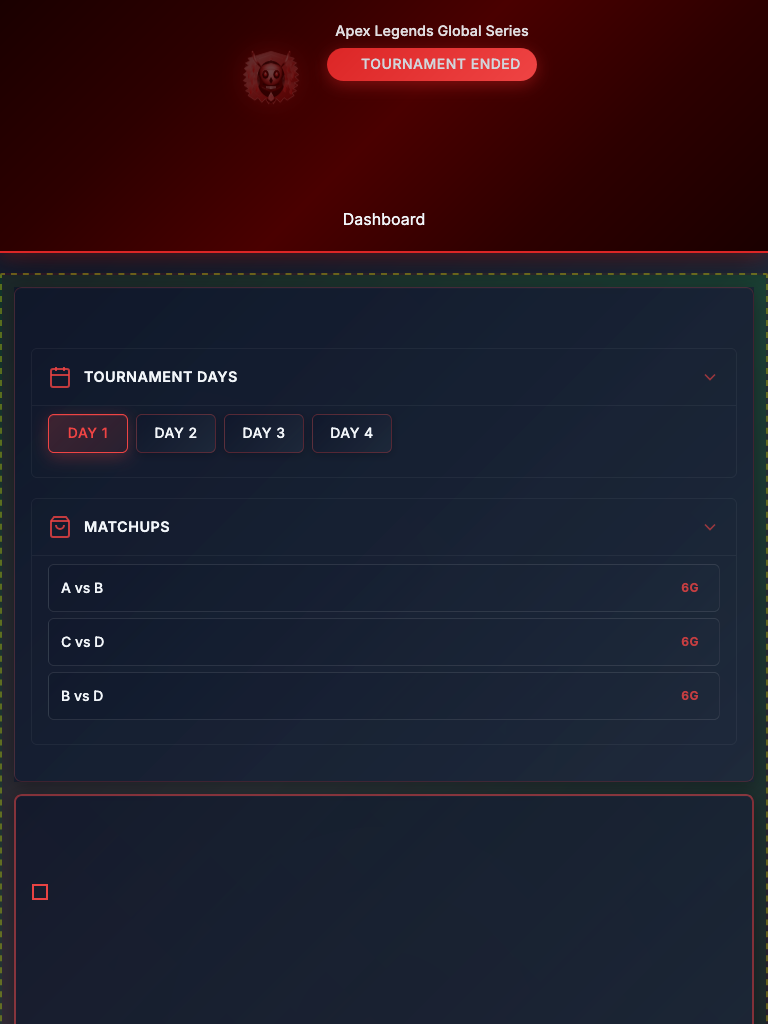 Apex Legends Global Series
TOURNAMENT ENDED
Dashboard
TOURNAMENT DAYS
DAY 1
DAY 2
DAY 3
DAY 4
MATCHUPS
A vs B
6G
C vs D
6G
B vs D
6G